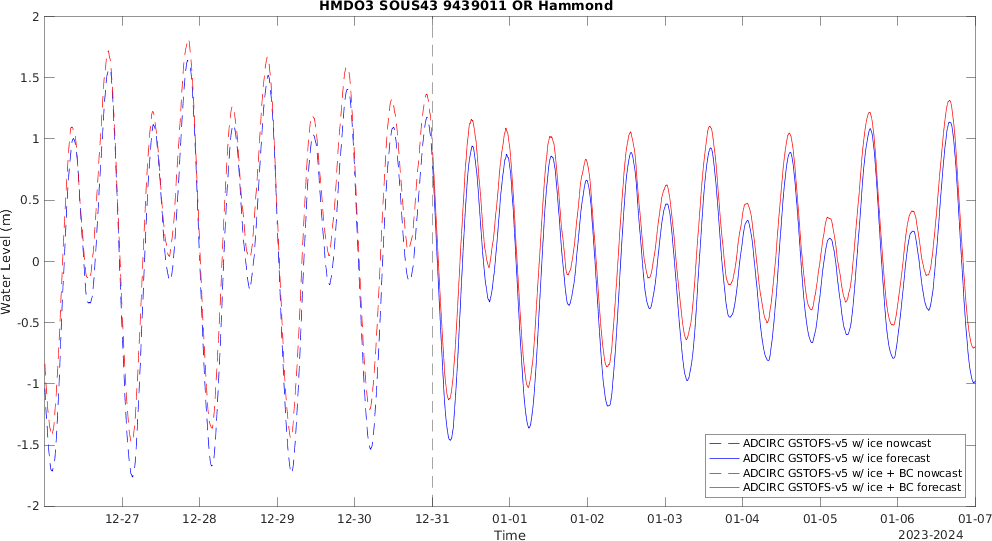 HMDO3 SOUS43 9439011 OR Hammond
2
1.5
1
0.5
0
-0.5
-1
-1.5
-2
Water Level (m)
ADCIRC GSTOFS-v5 w/ ice nowcast
ADCIRC GSTOFS-v5 w/ ice forecast
ADCIRC GSTOFS-v5 w/ ice + BC nowcast
ADCIRC GSTOFS-v5 w/ ice + BC forecast
12-27 12-28 12-29 12-30 12-31 01-01 01-02 01-03 01-04 01-05 01-06 01-07
Time
2023-2024